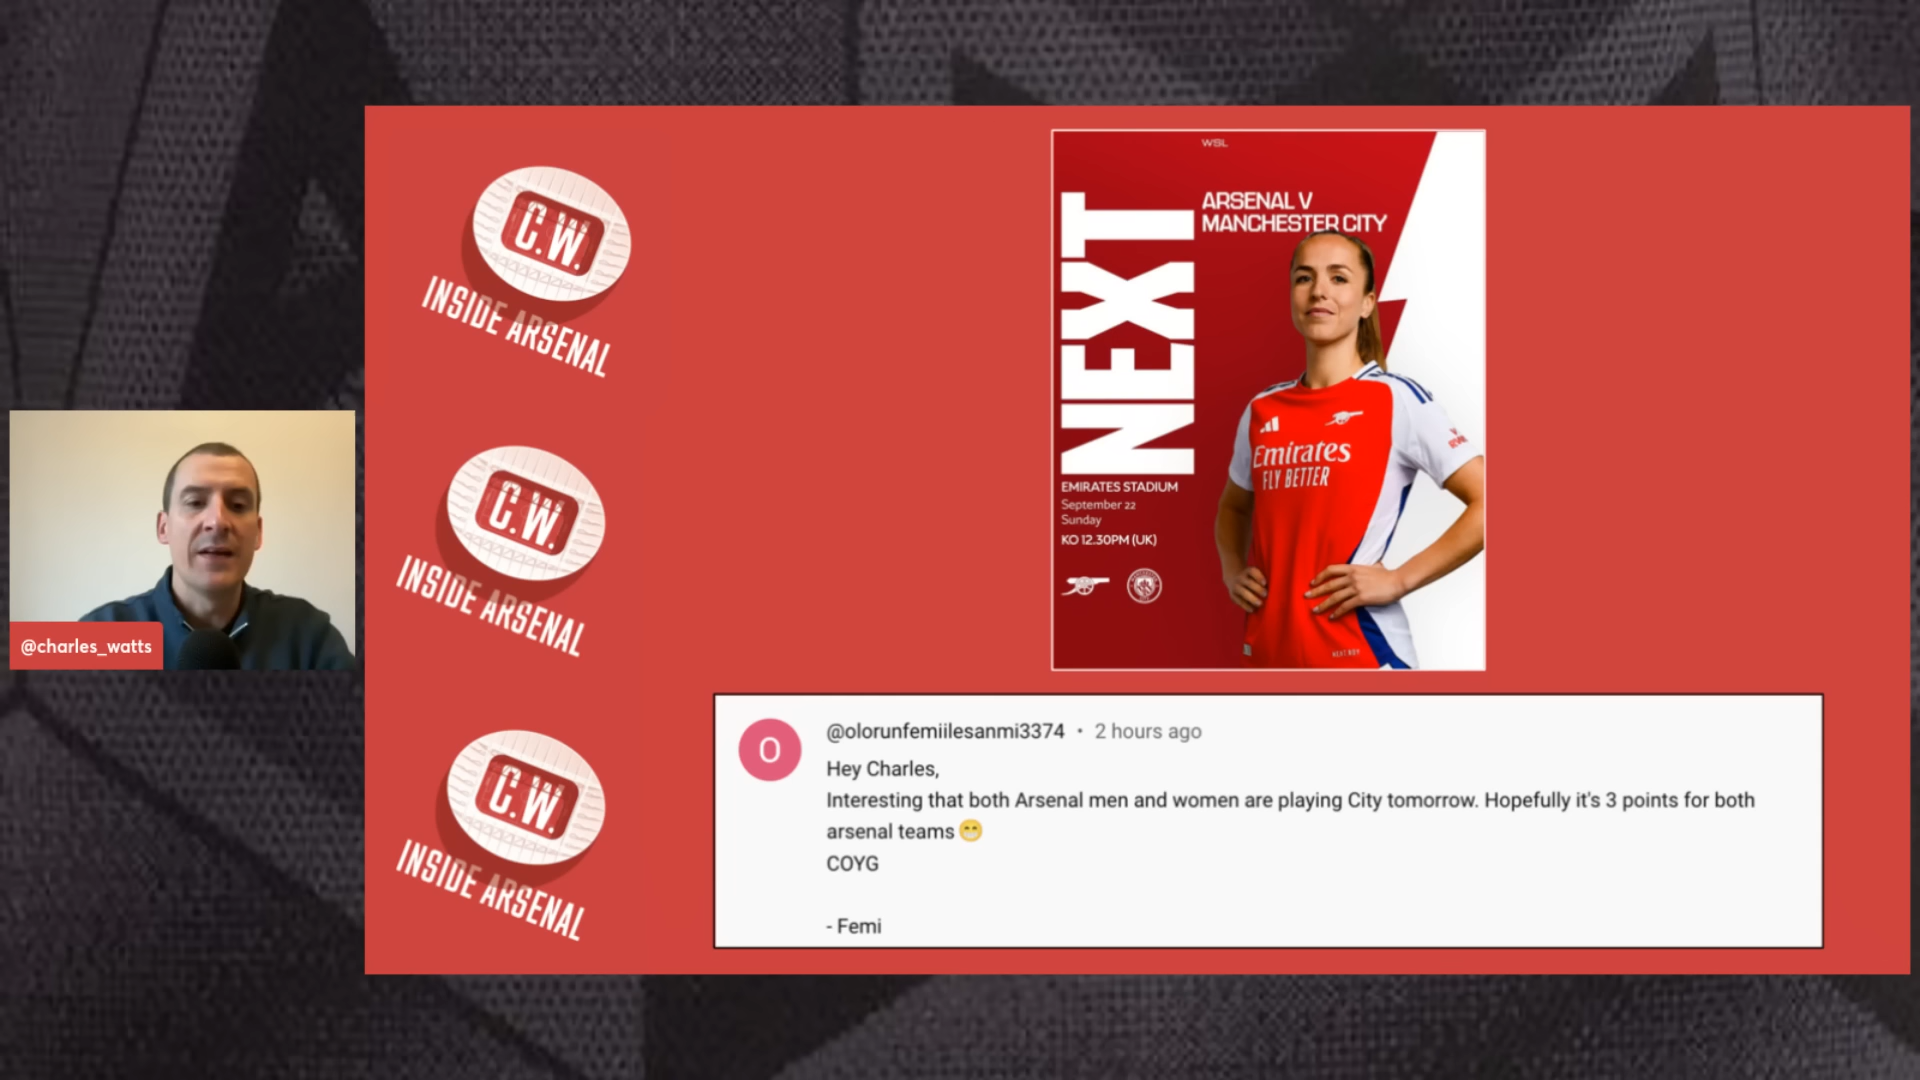 C.W.
INSIDE ARSENAL
C.W.
INSIDE ARSENAL
C.W.
INSIDE ARSENAL
@charles_watts
WSL
ARSENAL V
MANCHESTER CITY
NEXT
EMIRATES STADIUM
September 22
Sunday
KO 12.30PM (UK)
Emirates
FLY BETTER
O
@olorunfemiilesanmi3374 • 2 hours ago
Hey Charles,
Interesting that both Arsenal men and women are playing City tomorrow. Hopefully it's 3 points for both
arsenal teams 😁
COYG
- Femi